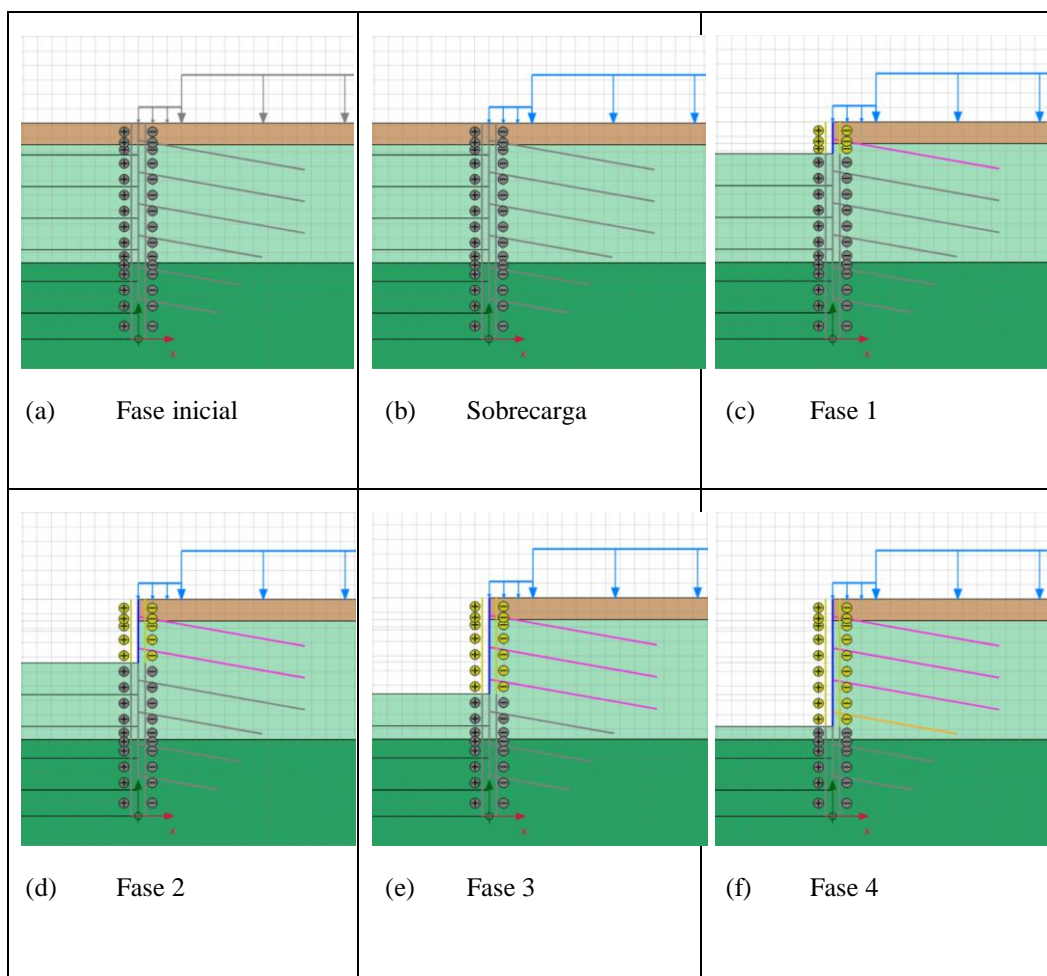 x
x
x
(a) Fase inicial
(b) Sobrecarga
(c) Fase 1
x
x
x
(d) Fase 2
(e) Fase 3
(f) Fase 4